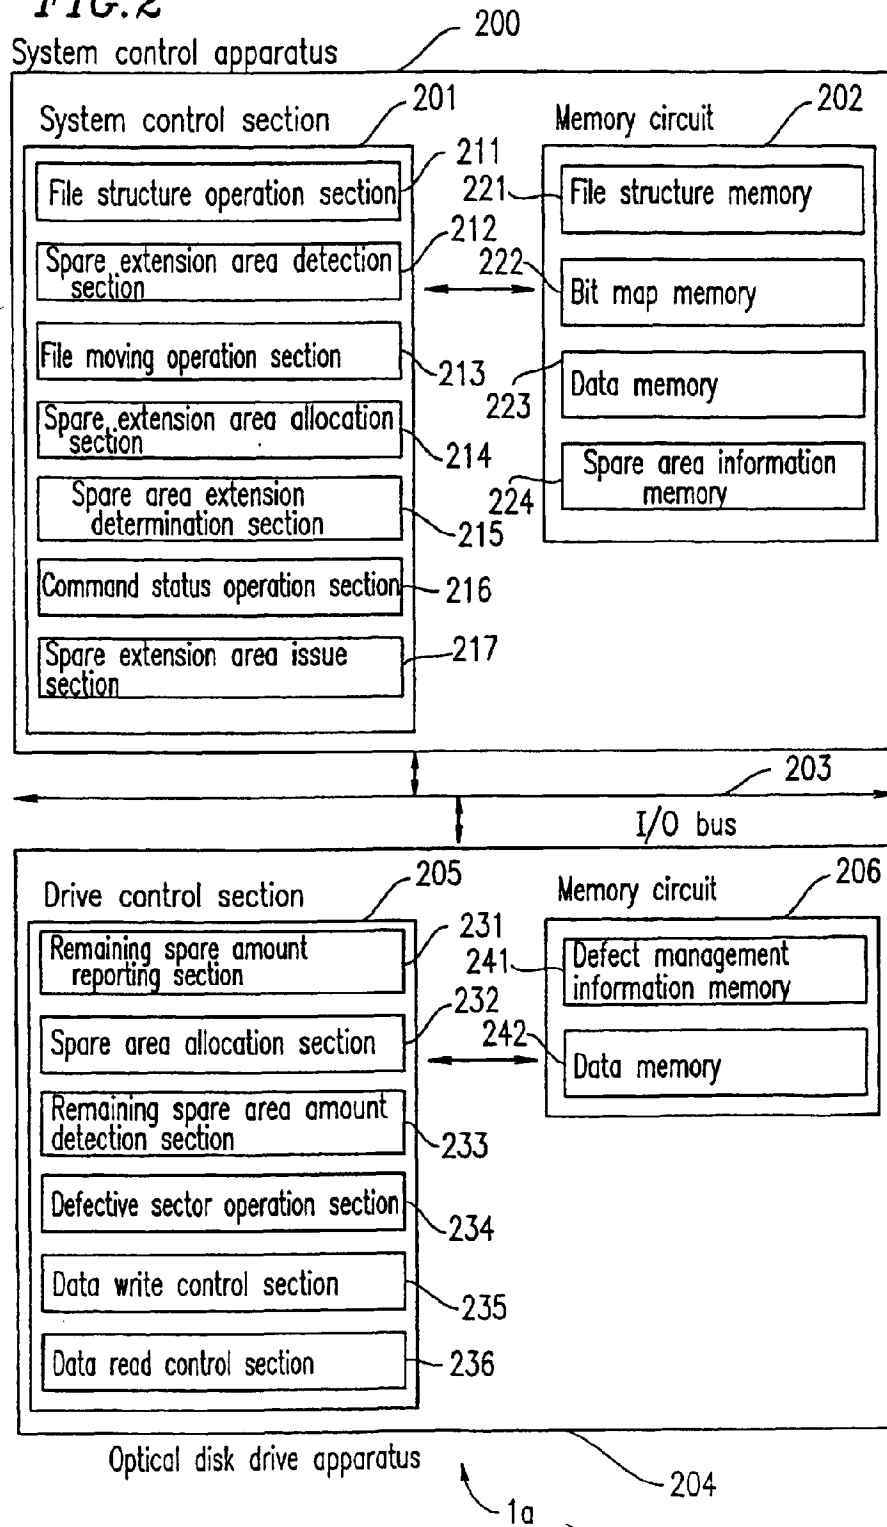 FIG.2
200
System control apparatus
201
202
System control section
Memory circuit
211
File structure operation section
221
File structure memory
212
Spare extension area detection
section
222
Bit map memory
File moving operation section
213
Data memory
223
Spare extension area allocation
section
214
Spare area information
memory
224
Spare area extension
determination section
215
Command status operation section
216
Spare extension area issue
section
217
203
I/O bus
205
206
Drive control section
Memory circuit
231
Remaining spare amount
reporting section
241
Defect management
information memory
232
Spare area allocation section
242
Data memory
Remaining spare area amount
detection section
233
Defective sector operation section
234
Data write control section
235
Data read control section
236
Optical disk drive apparatus
204
1a